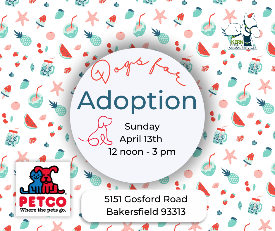 Dogs for
Adoption
Sunday
April 13th
12 noon - 3 pm
PETCO
Where the pets go.
5151 Gosford Road
Bakersfield 93313